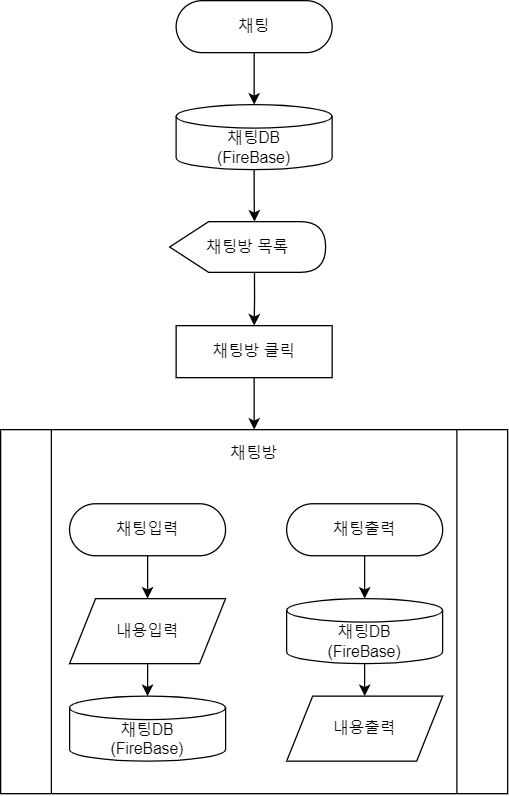 채팅
채팅DB
(FireBase)
채팅방 목록
채팅방 클릭
채팅방
채팅입력
내용입력
채팅DB
(FireBase)
채팅출력
채팅DB
(FireBase)
내용출력